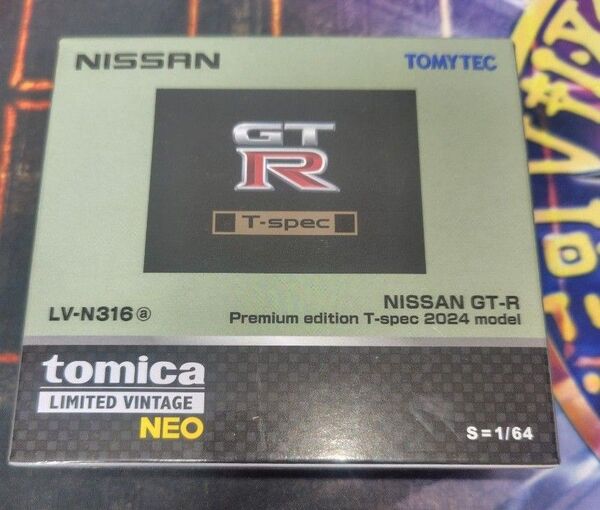 NISSAN
TOMYTEC
GT
R
T-spec
LV-N316 ⓐ
NISSAN GT-R
Premium edition T-spec 2024 model
tomica
LIMITED VINTAGE
NEO
S=1/64